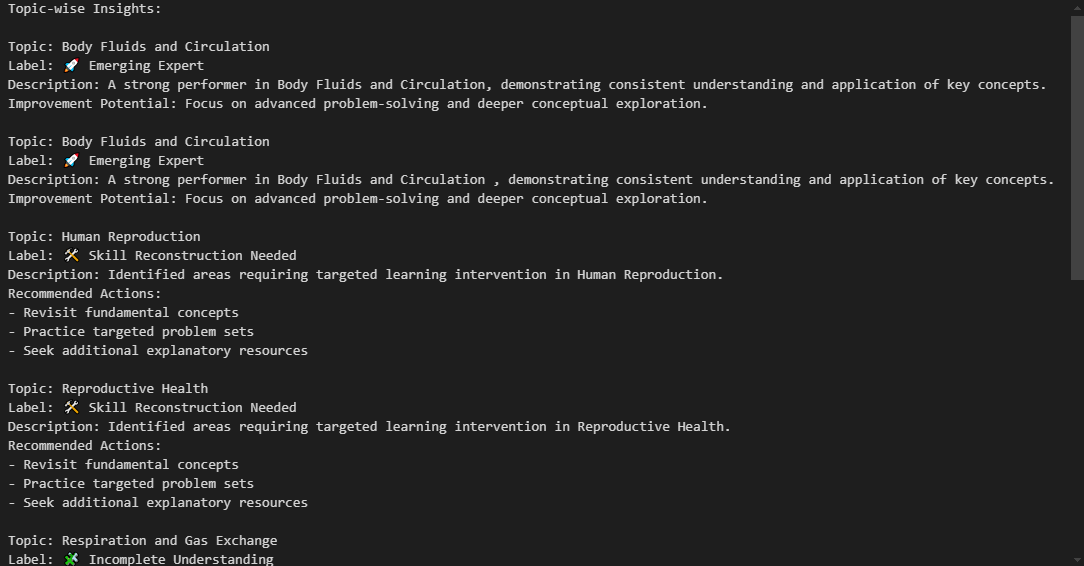 Topic-wise Insights:
Topic: Body Fluids and Circulation
Label: 🚀 Emerging Expert
Description: A strong performer in Body Fluids and Circulation, demonstrating consistent understanding and application of key concepts.
Improvement Potential: Focus on advanced problem-solving and deeper conceptual exploration.
Topic: Body Fluids and Circulation
Label: 🚀 Emerging Expert
Description: A strong performer in Body Fluids and Circulation , demonstrating consistent understanding and application of key concepts.
Improvement Potential: Focus on advanced problem-solving and deeper conceptual exploration.
Topic: Human Reproduction
Label: 🛠 Skill Reconstruction Needed
Description: Identified areas requiring targeted learning intervention in Human Reproduction.
Recommended Actions:
- Revisit fundamental concepts
- Practice targeted problem sets
- Seek additional explanatory resources
Topic: Reproductive Health
Label: 🛠 Skill Reconstruction Needed
Description: Identified areas requiring targeted learning intervention in Reproductive Health.
Recommended Actions:
- Revisit fundamental concepts
- Practice targeted problem sets
- Seek additional explanatory resources
Topic: Respiration and Gas Exchange
Label: 🧩 Incomplete Understanding